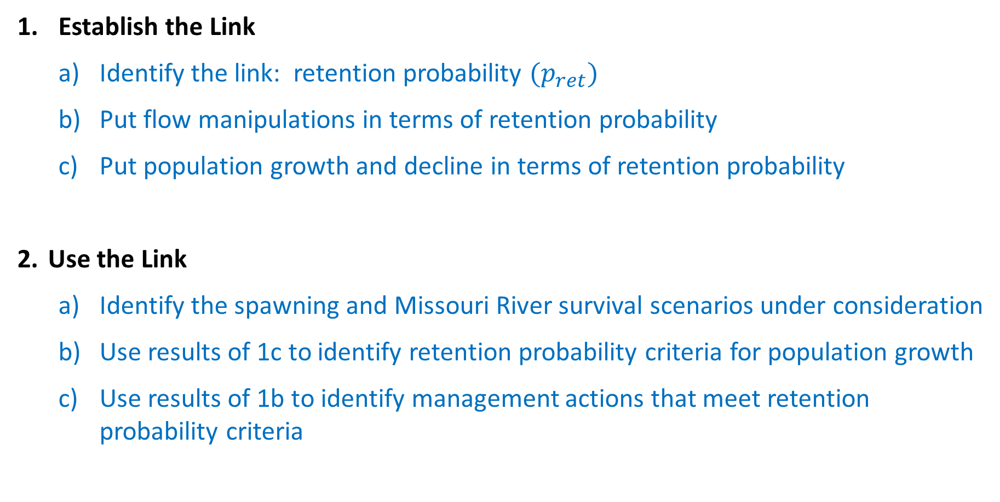 1. Establish the Link
a) Identify the link: retention probability (p_ret)
b) Put flow manipulations in terms of retention probability
c) Put population growth and decline in terms of retention probability
2. Use the Link
a) Identify the spawning and Missouri River survival scenarios under consideration
b) Use results of 1c to identify retention probability criteria for population growth
c) Use results of 1b to identify management actions that meet retention
probability criteria